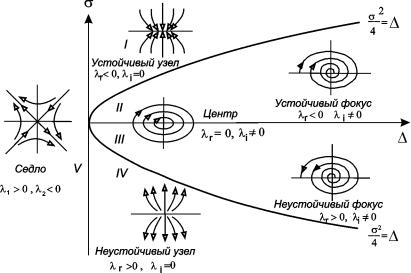 σ
I
σ²/4 = Δ
Устойчивый узел
λr < 0, λi = 0
II
Центр
λr = 0, λi ≠ 0
Устойчивый фокус
λr < 0 λi ≠ 0
Δ
Седло
V
λ1 > 0, λ2 < 0
III
IV
Неустойчивый узел
λr > 0, λi = 0
Неустойчивый фокус
λr > 0, λi ≠ 0
σ²/4 = Δ